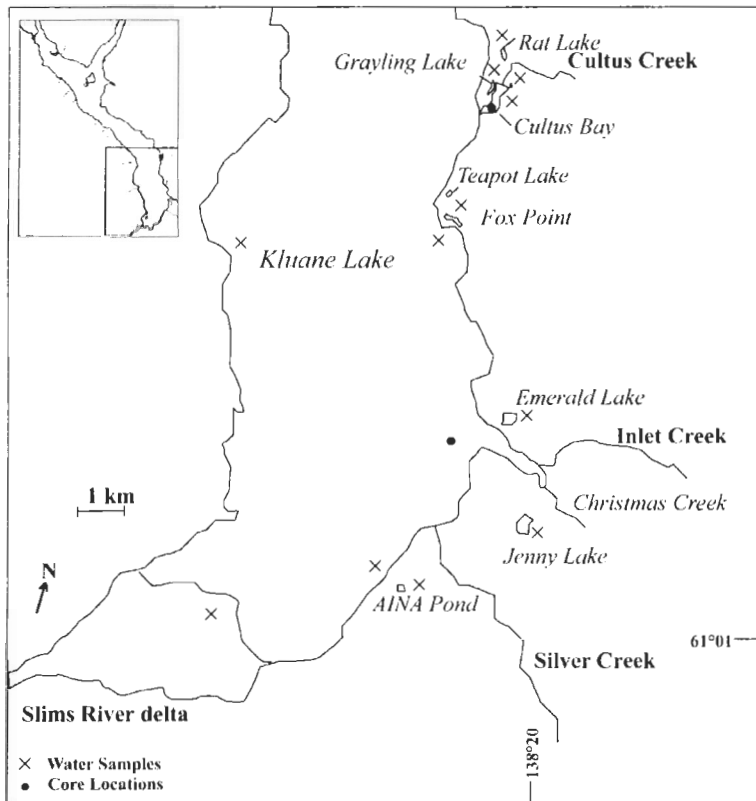 Rat Lake
Grayling Lake
Cultus Creek
Cultus Bay
Teapot Lake
Fox Point
Kluane Lake
Emerald Lake
Inlet Creek
1 km
Christmas Creek
Jenny Lake
N
AINA Pond
61°01
Silver Creek
Slims River delta
138°20
× Water Samples
• Core Locations